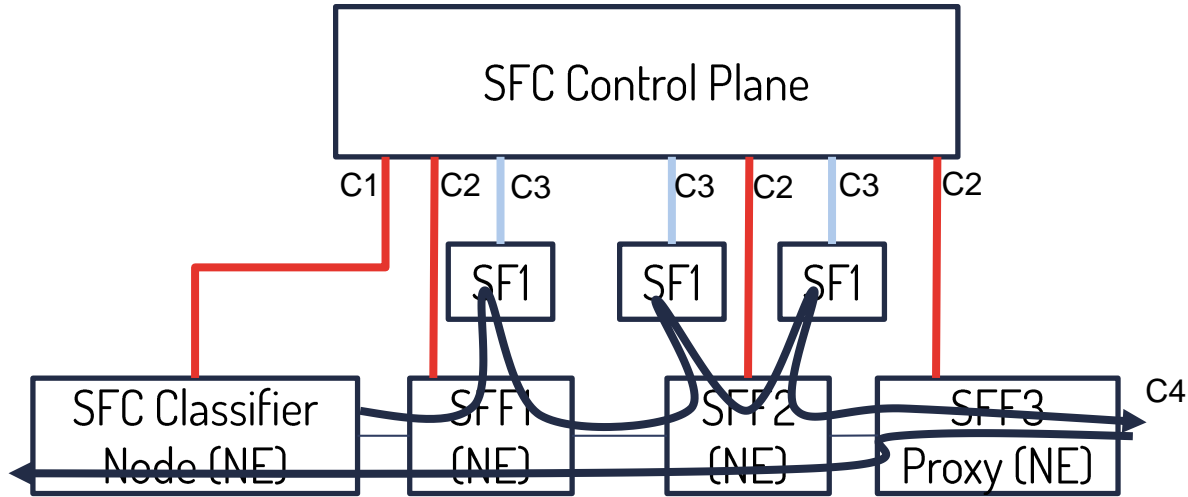 SFC Control Plane
C1 C2 C3 C3 C2 C3 C2
SF1 SF1 SF1
C4
SFC Classifier
Node (NE)
SFF1
(NE)
SFF2
(NE)
SFF3
Proxy (NE)